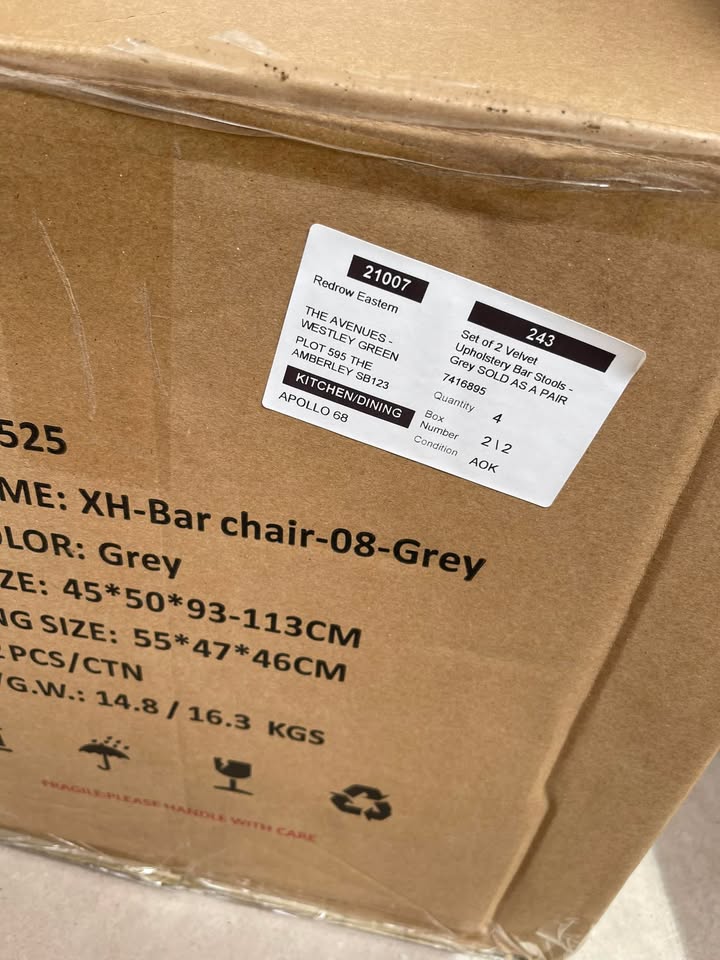 21007
Redrow Eastern
THE AVENUES -
WESTLEY GREEN
PLOT 595 THE
AMBERLEY SB123
KITCHEN/DINING
APOLLO 68
243
Set of 2 Velvet
Upholstery Bar Stools -
Grey SOLD AS A PAIR
7416895
Quantity 4
Box
Number 2\2
Condition AOK
525
ME: XH-Bar chair-08-Grey
OLOR: Grey
ZE: 45*50*93-113CM
NG SIZE: 55*47*46CM
2PCS/CTN
/G.W.: 14.8 / 16.3 KGS
FRAGILE:PLEASE HANDLE WITH CARE